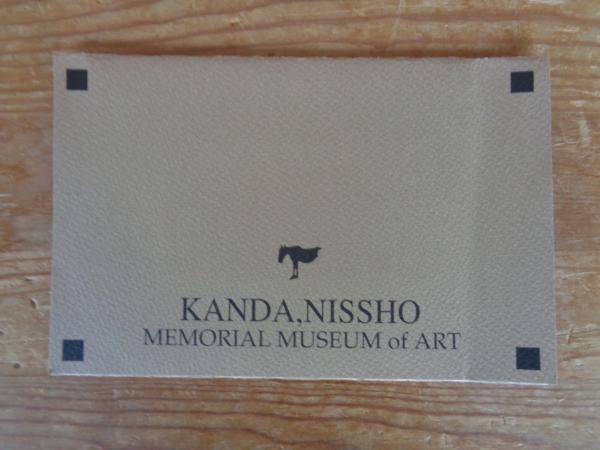 KANDA,NISSHO
MEMORIAL MUSEUM of ART